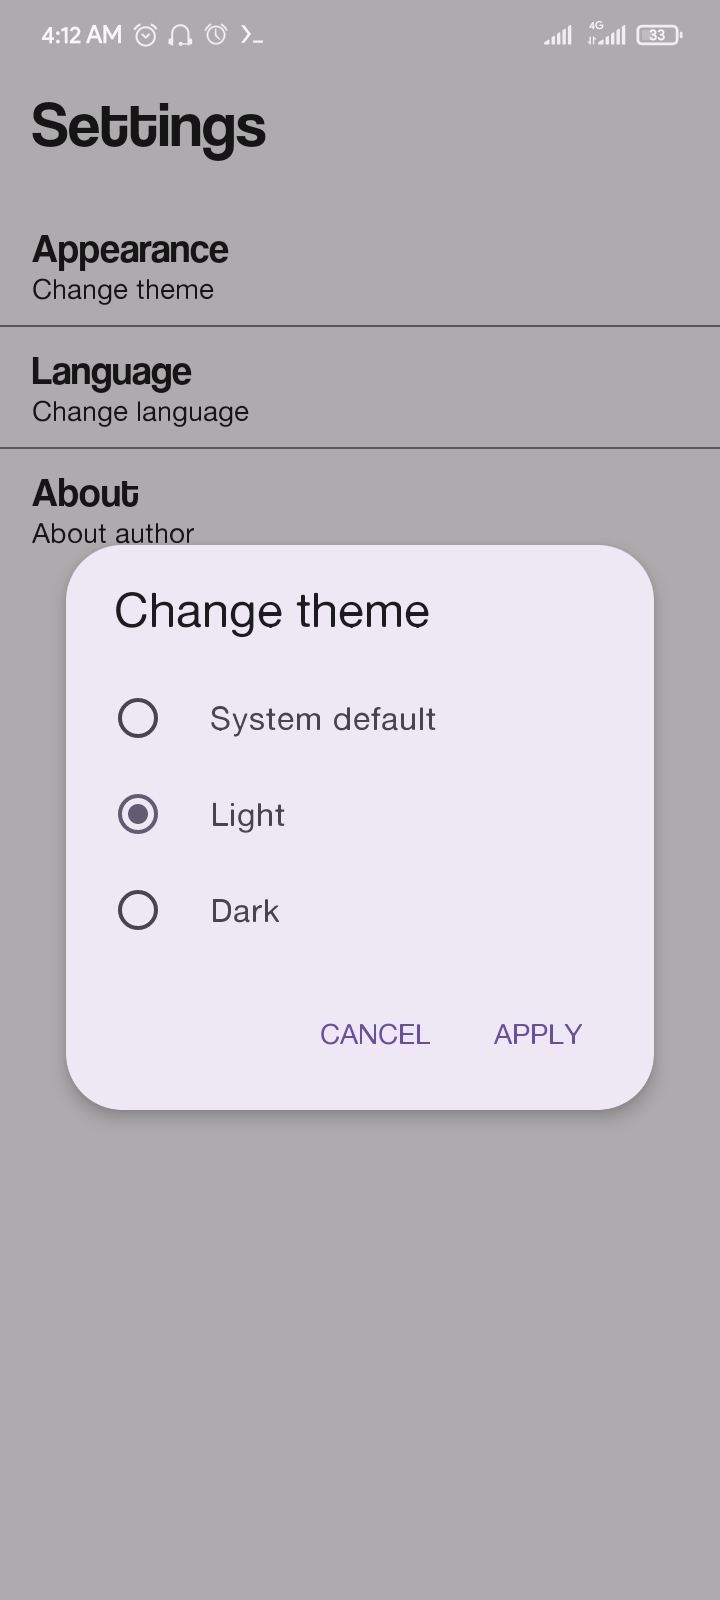 4:12 AM
4G
33
Settings
Appearance
Change theme
Language
Change language
About
About author
Change theme
System default
Light
Dark
CANCEL
APPLY